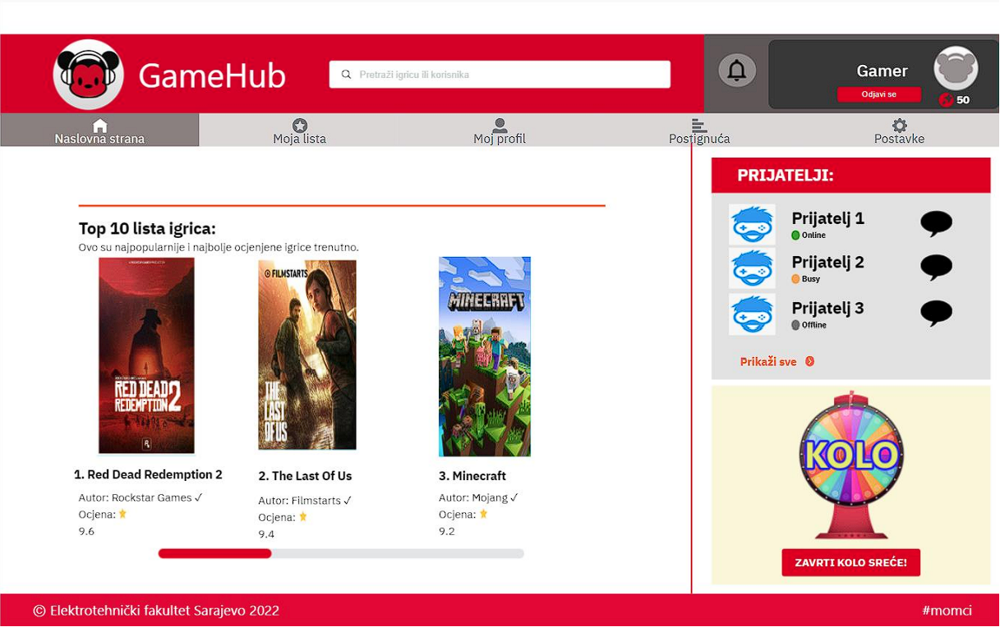 GameHub
Pretraži igricu ili korisnika
Gamer
Odjavi se
50
Naslovna strana
Moja lista
Moj profil
Postignuća
Postavke
Top 10 lista igrica:
Ovo su najpopularnije i najbolje ocjenjene igrice trenutno.
RED DEAD
REDEMPTION 2
FILMSTARTS
THE
LAST
OF US
MINECRAFT
1. Red Dead Redemption 2
Autor: Rockstar Games ✓
Ocjena:
9.6
2. The Last Of Us
Autor: Filmstarts ✓
Ocjena:
9.4
3. Minecraft
Autor: Mojang ✓
Ocjena:
9.2
PRIJATELJI:
Prijatelj 1
Online
Prijatelj 2
Busy
Prijatelj 3
Offline
Prikaži sve
KOLO
ZAVRTI KOLO SREĆE!
© Elektrotehnički fakultet Sarajevo 2022
#momci